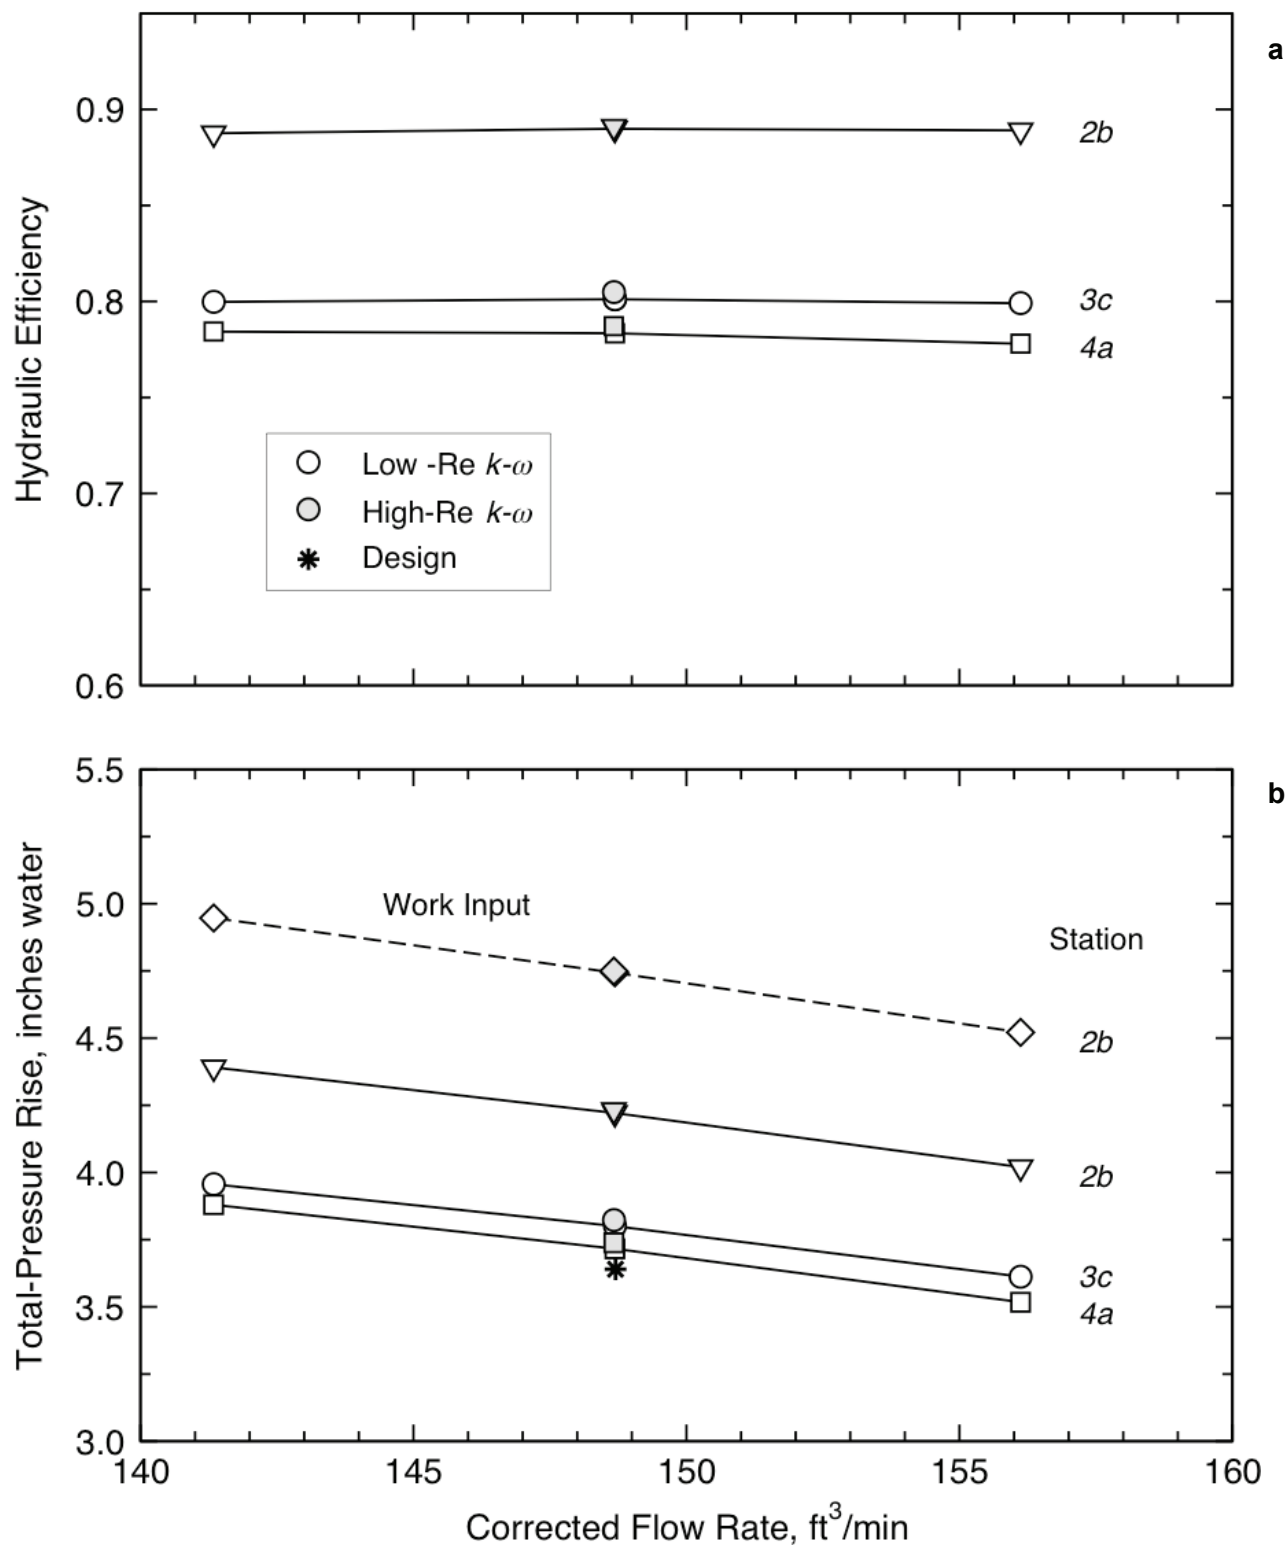 a
0.9
0.8
0.7
0.6
Hydraulic Efficiency
2b
3c
4a
Low -Re k-ω
High-Re k-ω
Design
b
5.5
5.0
4.5
4.0
3.5
3.0
Total-Pressure Rise, inches water
Work Input
Station
2b
2b
3c
4a
140 145 150 155 160
Corrected Flow Rate, ft³/min